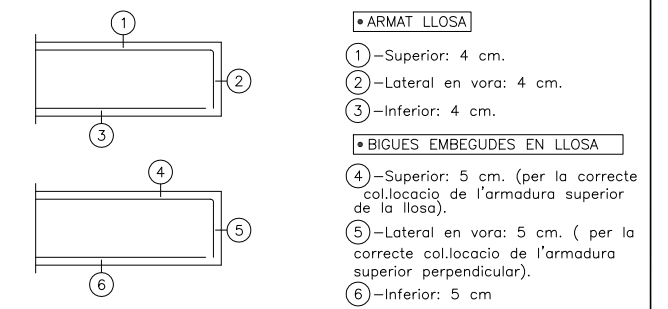 • ARMAT LLOSA
1 -Superior: 4 cm.
2 -Lateral en vora: 4 cm.
3 -Inferior: 4 cm.
• BIGUES EMBEGUDES EN LLOSA
4 -Superior: 5 cm. (per la correcte
col.locacio de l'armadura superior
de la llosa).
5 -Lateral en vora: 5 cm. ( per la
correcte col.locacio de l'armadura
superior perpendicular).
6 -Inferior: 5 cm
1
2
3
4
5
6